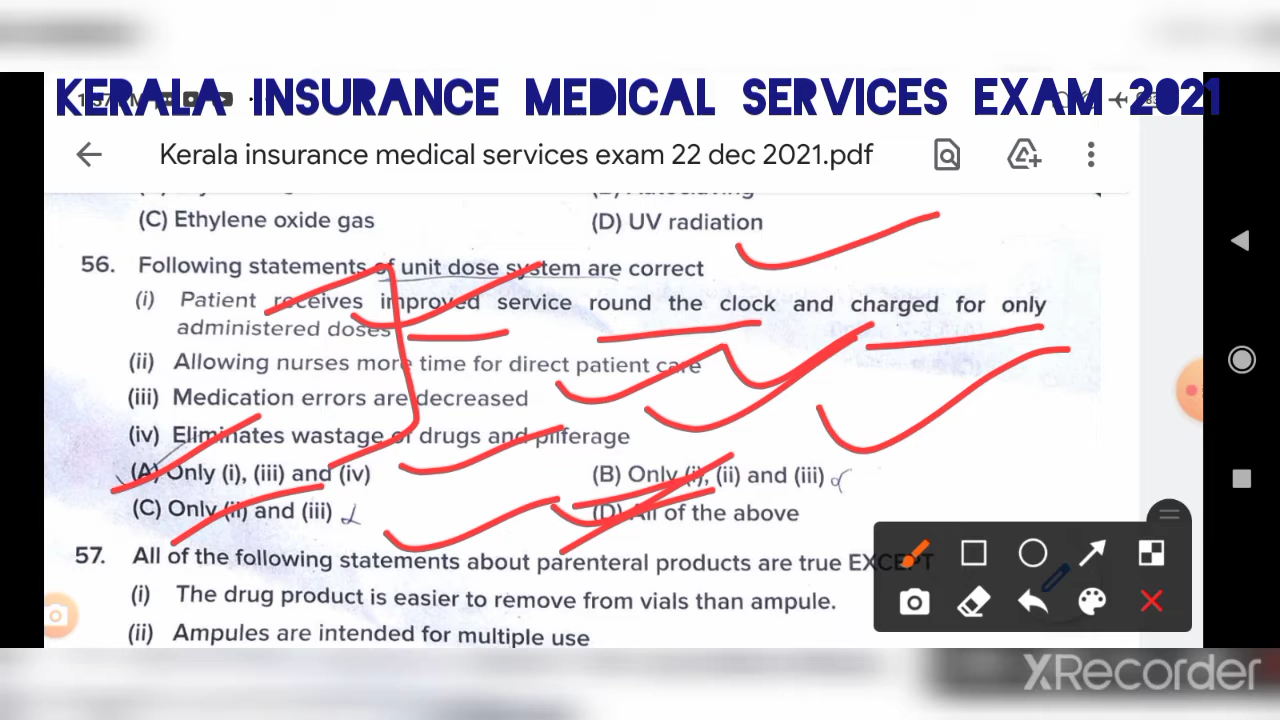 KERALA INSURANCE MEDICAL SERVICES EXAM 2021
Kerala insurance medical services exam 22 dec 2021.pdf
(C) Ethylene oxide gas (D) UV radiation
56. Following statements of unit dose system are correct
(i) Patient receives improved service round the clock and charged for only
administered doses
(ii) Allowing nurses more time for direct patient care
(iii) Medication errors are decreased
(iv) Eliminates wastage of drugs and pilferage
(A) Only (i), (iii) and (iv) (B) Only (i), (ii) and (iii)
(C) Only (ii) and (iii) (D) All of the above
57. All of the following statements about parenteral products are true EXCEPT
(i) The drug product is easier to remove from vials than ampule.
(ii) Ampules are intended for multiple use
XRecorder